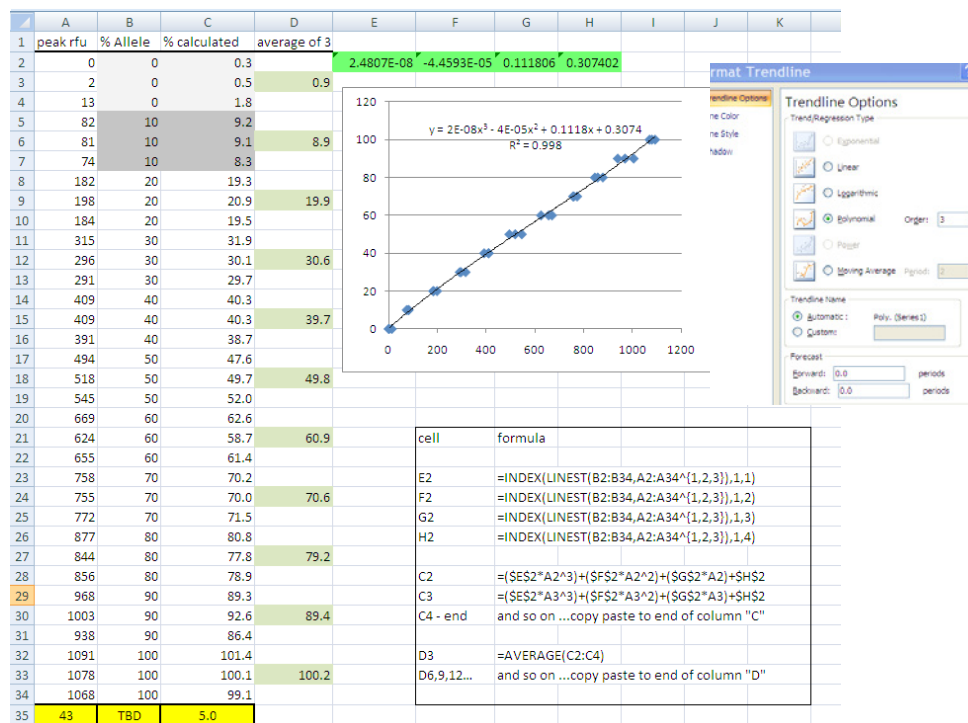 A B C D E F G H I J K
1 peak rfu % Allele % calculated average of 3
2 0 0 0.3 2.4807E-08 -4.4593E-05 0.111806 0.307402
3 2 0 0.5 0.9
4 13 0 1.8
5 82 10 9.2
6 81 10 9.1 8.9
7 74 10 8.3
8 182 20 19.3
9 198 20 20.9 19.9
10 184 20 19.5
11 315 30 31.9
12 296 30 30.1 30.6
13 291 30 29.7
14 409 40 40.3
15 409 40 40.3 39.7
16 391 40 38.7
17 494 50 47.6
18 518 50 49.7 49.8
19 545 50 52.0
20 669 60 62.6
21 624 60 58.7 60.9
22 655 60 61.4
23 758 70 70.2
24 755 70 70.0 70.6
25 772 70 71.5
26 877 80 80.8
27 844 80 77.8 79.2
28 856 80 78.9
29 968 90 89.3
30 1003 90 92.6 89.4
31 938 90 86.4
32 1091 100 101.4
33 1078 100 100.1 100.2
34 1068 100 99.1
35 43 TBD 5.0
120
100
80
60
40
20
0
0 200 400 600 800 1000 1200
y = 2E-08x³ - 4E-05x² + 0.1118x + 0.3074
R² = 0.998
rmat Trendline
?
rendline Options
ne Color
ne Style
hadow
Trendline Options
Trend/Regression Type
Exponential
Linear
Logarithmic
Polynomial Order: 3
Power
Moving Average Period: 2
Trendline Name
Automatic : Poly. (Series1)
Custom:
Forecast
Forward: 0.0 periods
Backward: 0.0 periods
cell formula
E2 =INDEX(LINEST(B2:B34,A2:A34^{1,2,3}),1,1)
F2 =INDEX(LINEST(B2:B34,A2:A34^{1,2,3}),1,2)
G2 =INDEX(LINEST(B2:B34,A2:A34^{1,2,3}),1,3)
H2 =INDEX(LINEST(B2:B34,A2:A34^{1,2,3}),1,4)
C2 =($E$2*A2^3)+($F$2*A2^2)+($G$2*A2)+$H$2
C3 =($E$2*A3^3)+($F$2*A3^2)+($G$2*A3)+$H$2
C4 - end and so on ...copy paste to end of column "C"
D3 =AVERAGE(C2:C4)
D6,9,12... and so on ...copy paste to end of column "D"